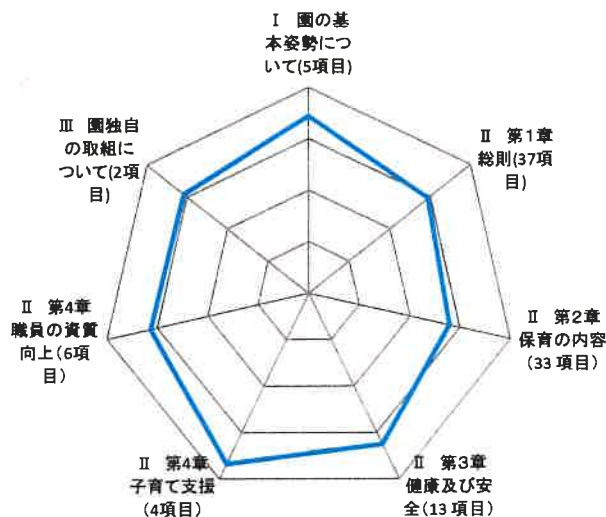 Ⅰ 園の基
本姿勢につ
いて(5項目)
Ⅱ 第1章
総則(37項
目)
Ⅱ 第2章
保育の内容
(33 項目)
Ⅱ 第3章
健康及び安
全(13 項目)
Ⅱ 第4章
子育て支援
(4項目)
Ⅱ 第4章
職員の資質
向上(6項
目)
Ⅲ 園独自
の取組に
ついて(2項
目)